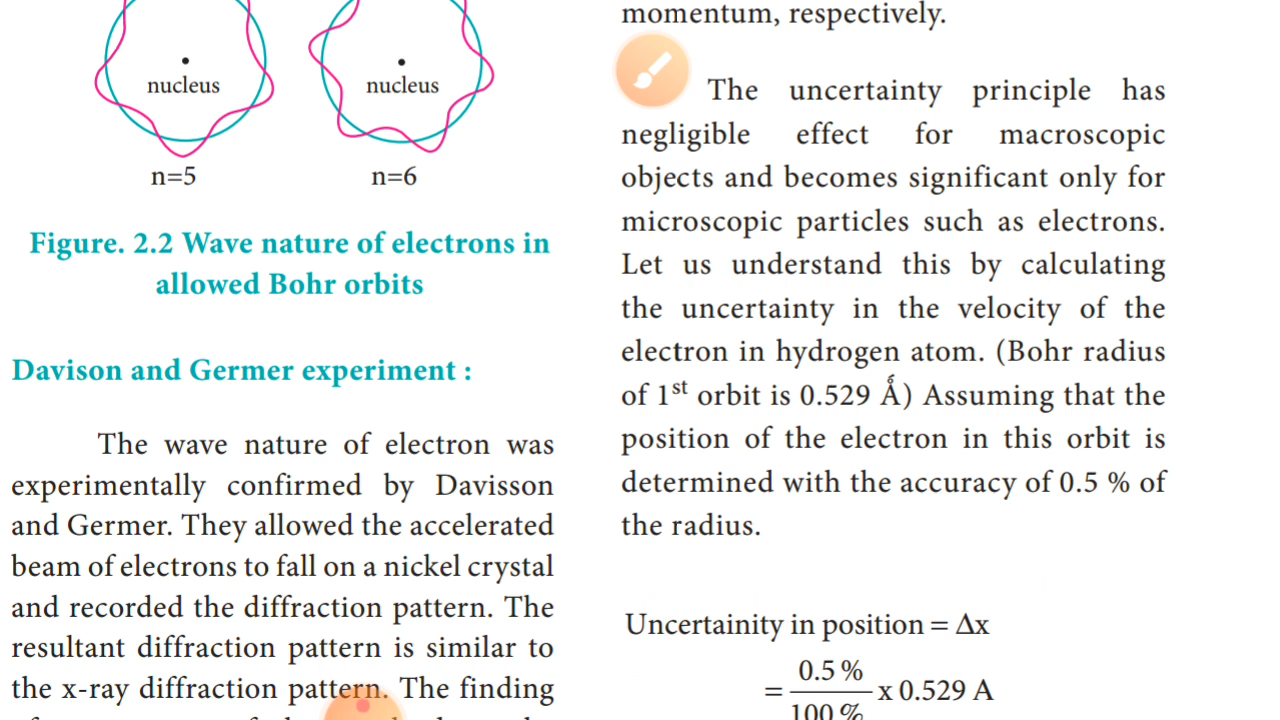 nucleus
nucleus
n=5
n=6
Figure. 2.2 Wave nature of electrons in
allowed Bohr orbits
Davison and Germer experiment :
The wave nature of electron was
experimentally confirmed by Davisson
and Germer. They allowed the accelerated
beam of electrons to fall on a nickel crystal
and recorded the diffraction pattern. The
resultant diffraction pattern is similar to
the x-ray diffraction pattern. The finding
momentum, respectively.
The uncertainty principle has
negligible effect for macroscopic
objects and becomes significant only for
microscopic particles such as electrons.
Let us understand this by calculating
the uncertainty in the velocity of the
electron in hydrogen atom. (Bohr radius
of 1st orbit is 0.529 Ǻ) Assuming that the
position of the electron in this orbit is
determined with the accuracy of 0.5 % of
the radius.
Uncertainity in position = Δx
0.5 %
= x 0.529 A
100 %